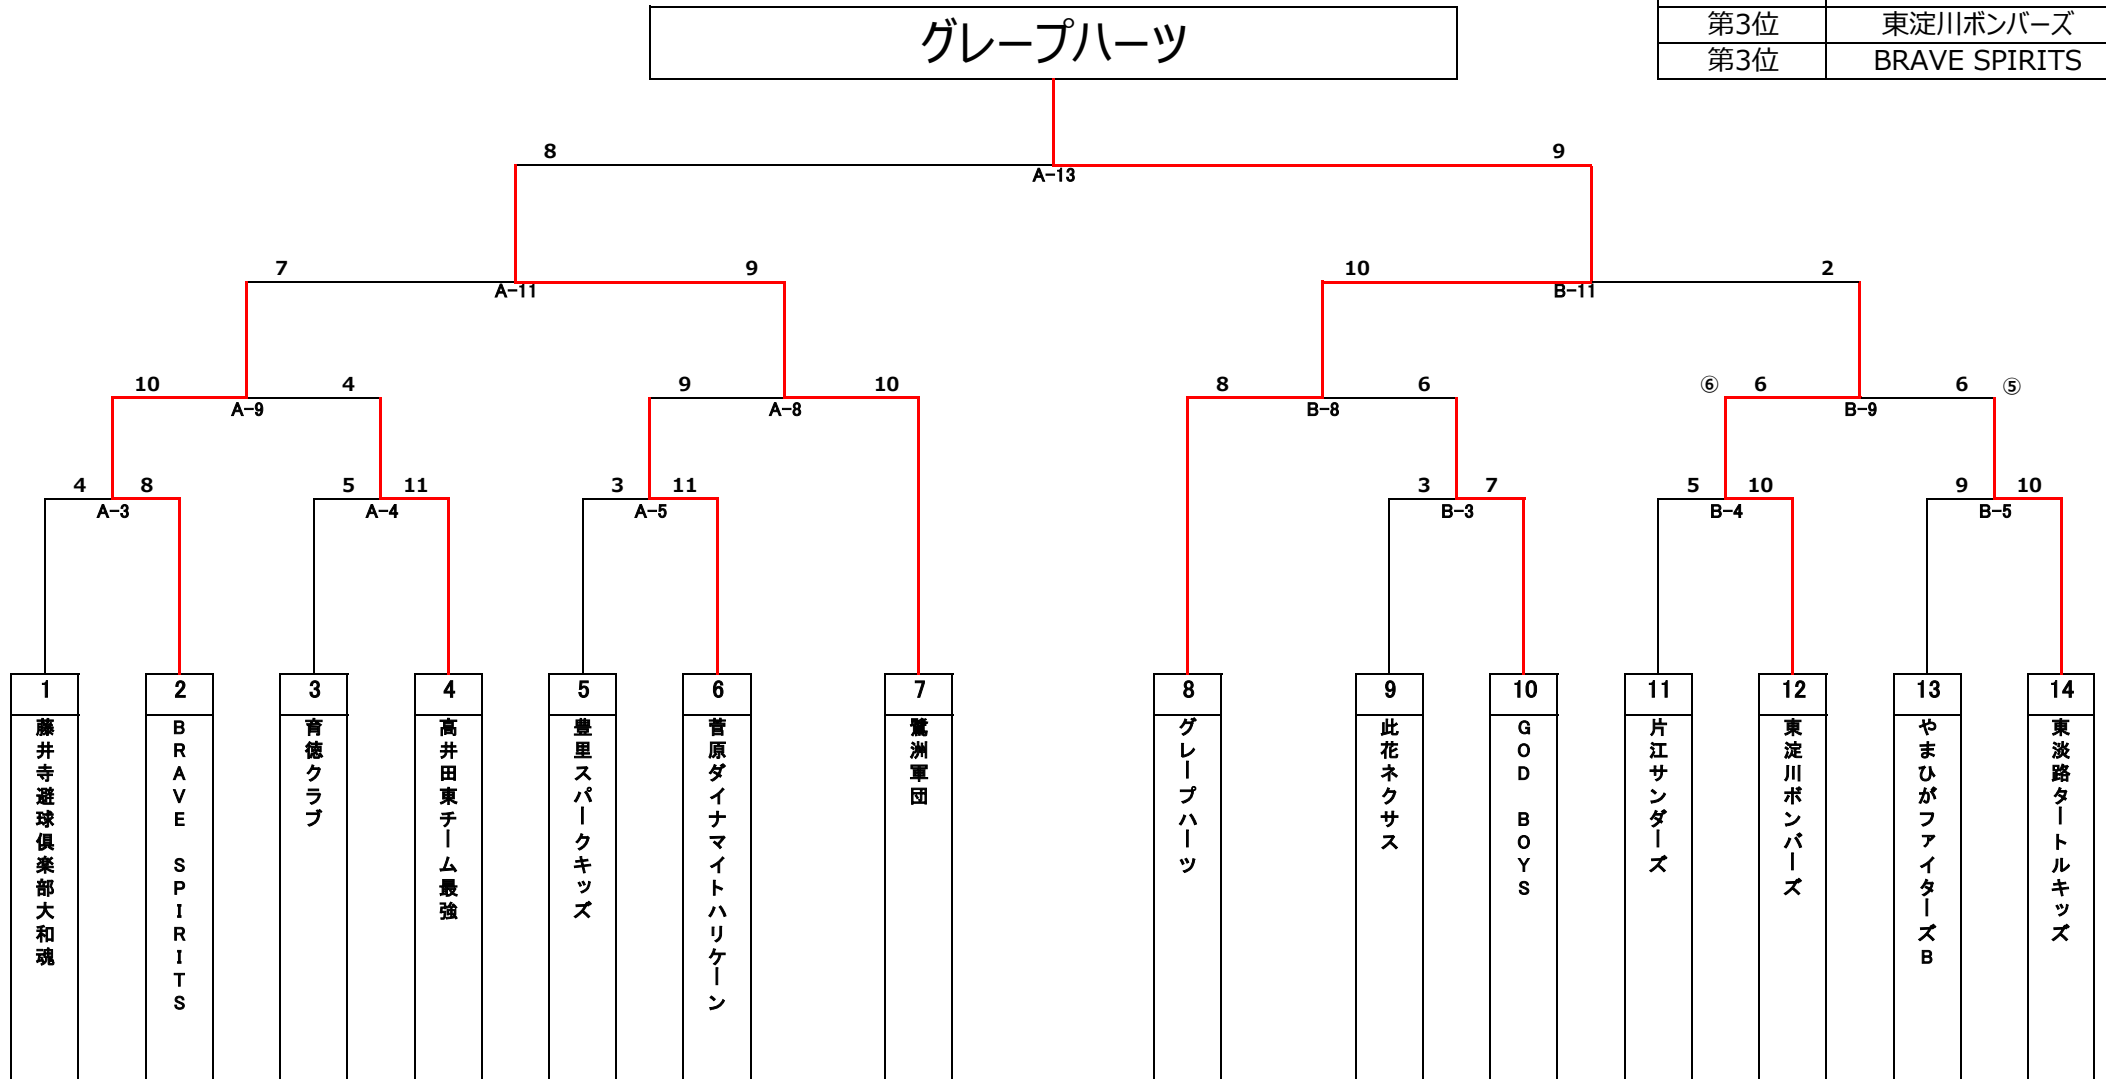 グレープハーツ
第3位 東淀川ボンバーズ
第3位 BRAVE SPIRITS
8 9
A-13
7 9 10 2
A-11 B-11
10 4 9 10 8 6 ⑥ 6 6 ⑤
A-9 A-8 B-8 B-9
4 8 5 11 3 11 3 7 5 10 9 10
A-3 A-4 A-5 B-3 B-4 B-5
1 2 3 4 5 6 7 8 9 10 11 12 13 14
藤井寺避球倶楽部大和魂
BRAVE SPIRITS
育徳クラブ
高井田東チーム最強
豊里スパークキッズ
菅原ダイナマイトハリケーン
鷺洲軍団
グレープハーツ
此花ネクサス
GOD BOYS
片江サンダーズ
東淀川ボンバーズ
やまひがファイターズB
東淡路タートルキッズ